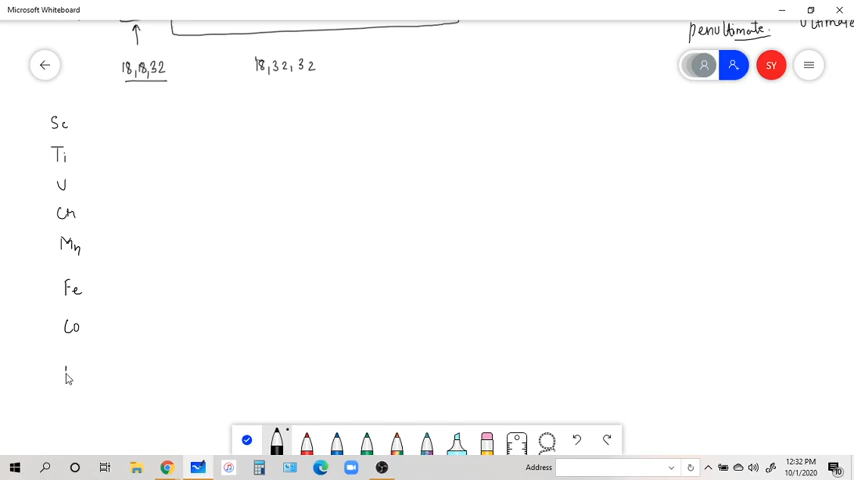 Microsoft Whiteboard
penultimate.
ultimate
18,18,32
18,32,32
SY
Sc
Ti
V
Cr
Mn
Fe
Co
Address
12:32 PM
10/1/2020